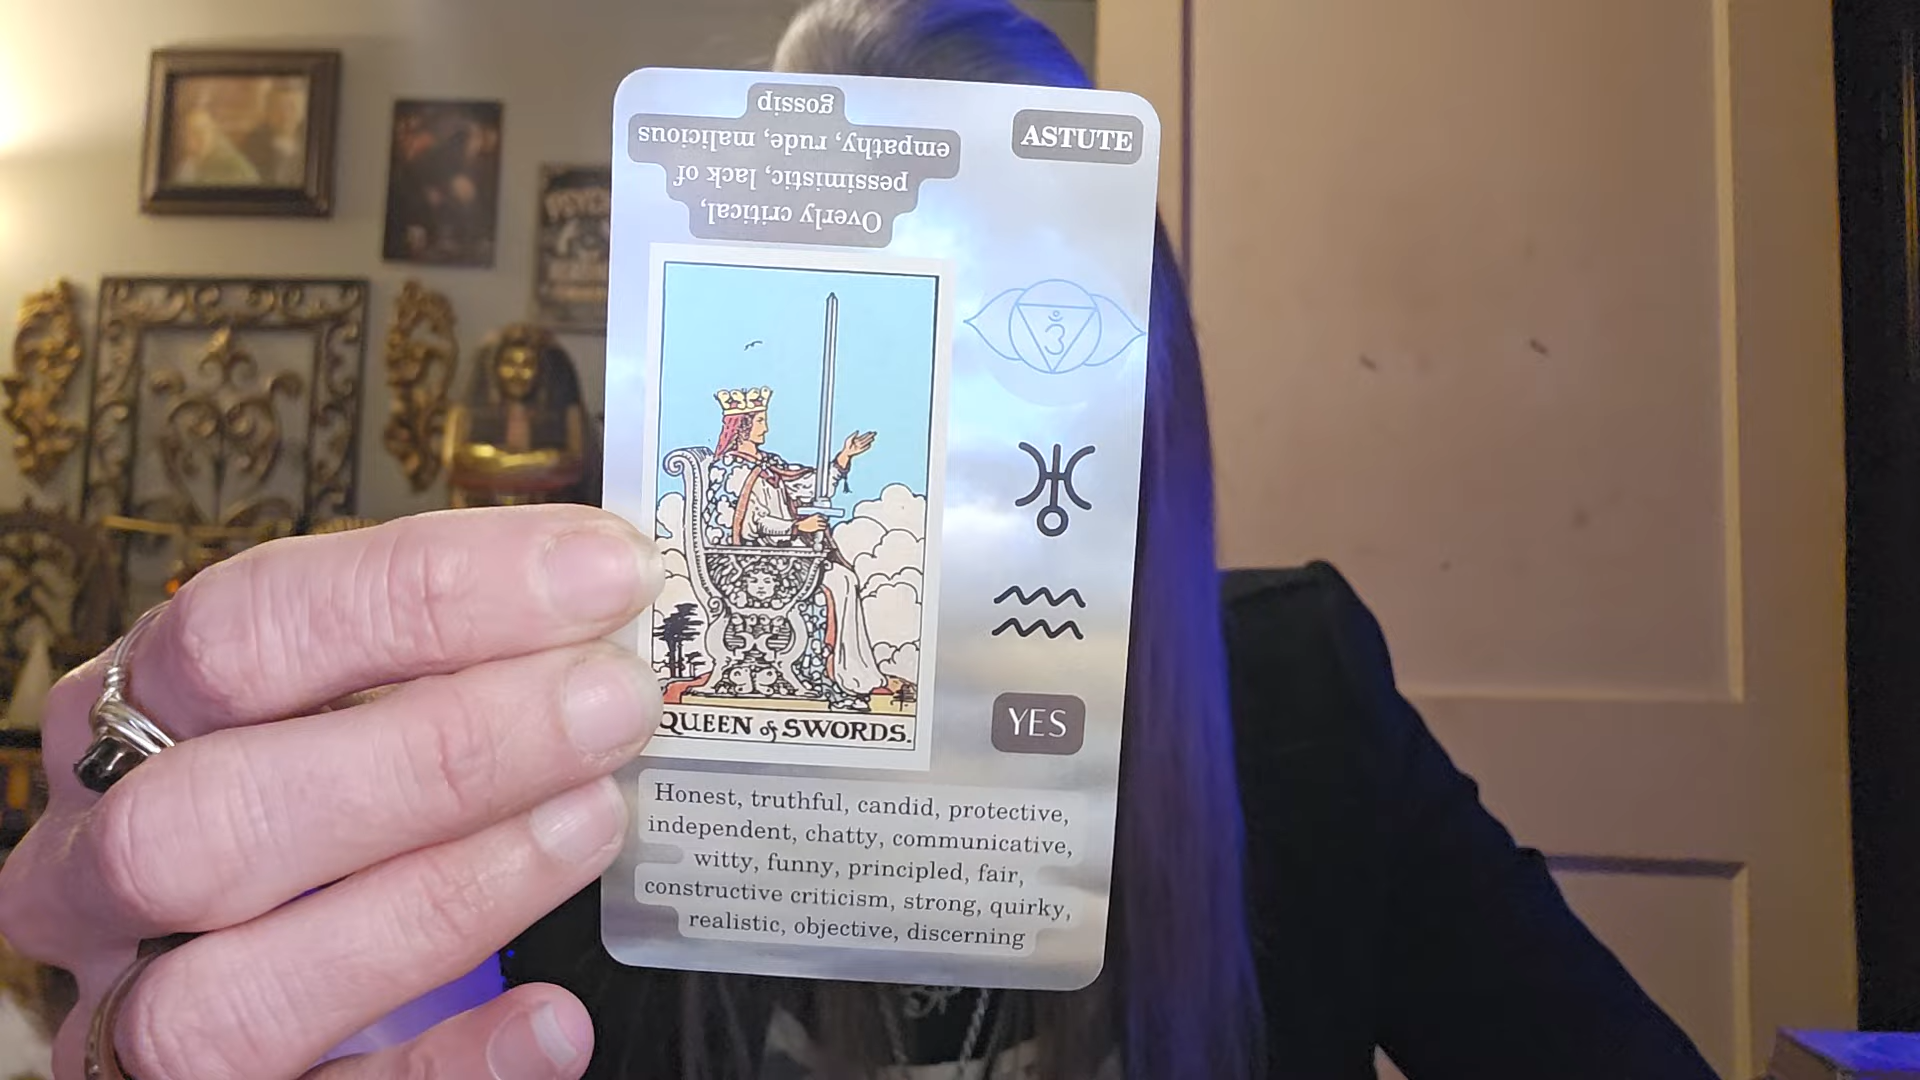 gossip
empathy, rude, malicious
pessimistic, lack of
Overly critical,
ASTUTE
PSYCHIC
QUEEN of SWORDS.
YES
Honest, truthful, candid, protective,
independent, chatty, communicative,
witty, funny, principled, fair,
constructive criticism, strong, quirky,
realistic, objective, discerning